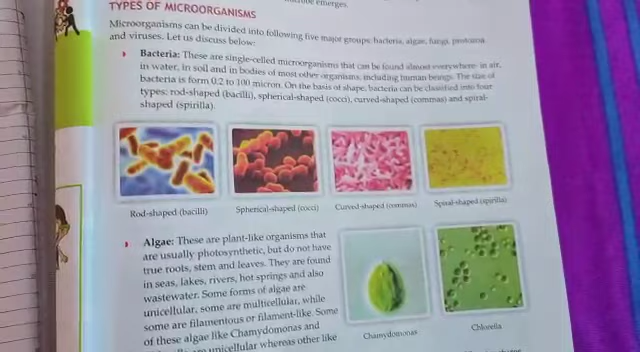 emerges.
TYPES OF MICROORGANISMS
Microorganisms can be divided into following five major groups: bacteria, algae, fungi, protozoa
and viruses. Let us discuss below:
Bacteria: These are single-celled microorganisms that can be found almost everywhere- in air,
in water, in soil and in bodies of most other organisms, including human beings. The size of
bacteria is form 0.2 to 100 micron. On the basis of shape, bacteria can be classified into four
types: rod-shaped (bacilli), spherical-shaped (cocci), curved-shaped (commas) and spiral-
shaped (spirilla).
Rod-shaped (bacilli)
Spherical-shaped (cocci)
Curved-shaped (commas)
Spiral-shaped (spirilla)
Algae: These are plant-like organisms that
are usually photosynthetic, but do not have
true roots, stem and leaves. They are found
in seas, lakes, rivers, hot springs and also
wastewater. Some forms of algae are
unicellular, some are multicellular, while
some are filamentous or filament-like. Some
of these algae like Chamydomonas and
are unicellular whereas other like
Chamydomonas
Chlorella